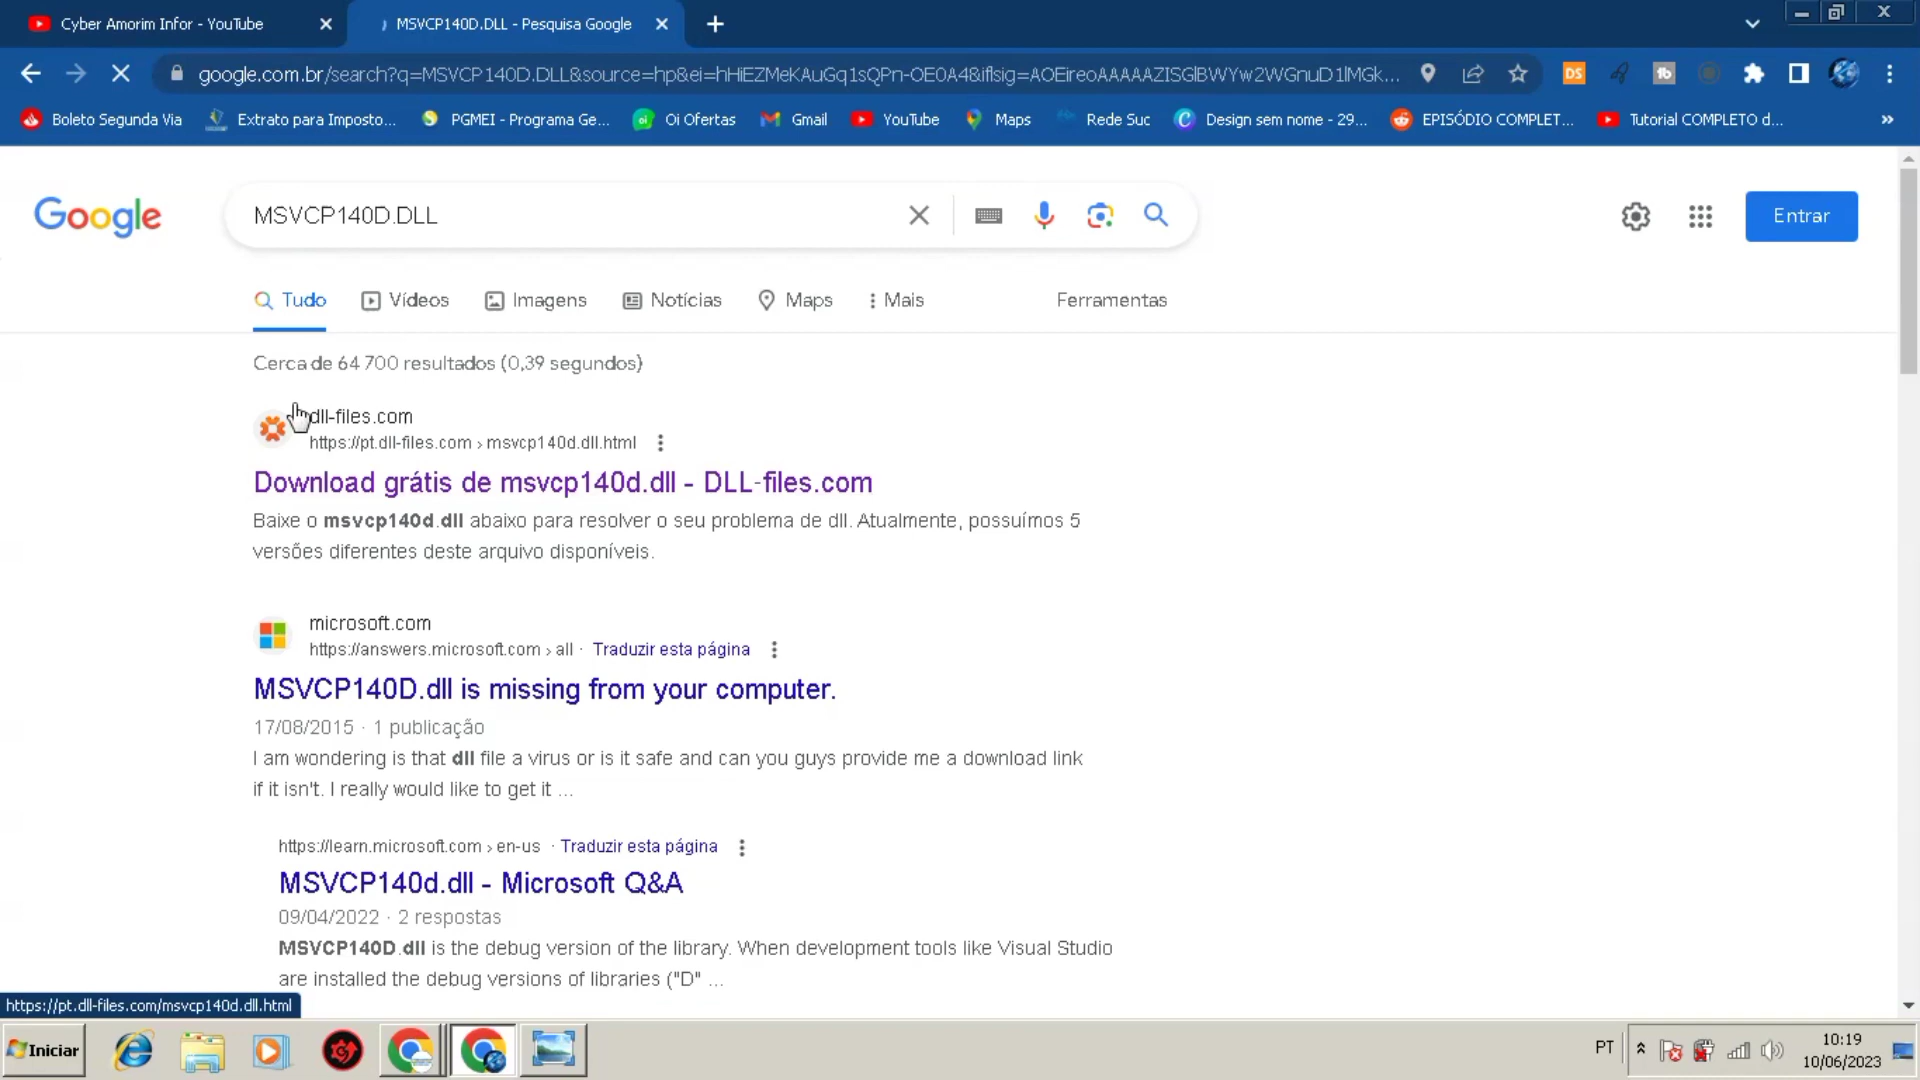 Cyber Amorim Infor - YouTube
MSVCP140D.DLL - Pesquisa Google
google.com.br/search?q=MSVCP140D.DLL&source=hp&ei=hHiEZMeKAuGq1sQPn-OE0A4&iflsig=AOEireoAAAAAZISGlBWYw2WGnuD1lMGk...
Boleto Segunda Via
Extrato para Imposto...
PGMEI - Programa Ge...
Oi Ofertas
Gmail
YouTube
Maps
Rede Suc
Design sem nome - 29...
EPISÓDIO COMPLET...
Tutorial COMPLETO d...
Google
MSVCP140D.DLL
Entrar
Tudo
Vídeos
Imagens
Notícias
Maps
Mais
Ferramentas
Cerca de 64.700 resultados (0,39 segundos)
dll-files.com
https://pt.dll-files.com › msvcp140d.dll.html
Download grátis de msvcp140d.dll - DLL-files.com
Baixe o msvcp140d.dll abaixo para resolver o seu problema de dll. Atualmente, possuímos 5
versões diferentes deste arquivo disponíveis.
microsoft.com
https://answers.microsoft.com › all · Traduzir esta página
MSVCP140D.dll is missing from your computer.
17/08/2015 · 1 publicação
I am wondering is that dll file a virus or is it safe and can you guys provide me a download link
if it isn't. I really would like to get it ...
https://learn.microsoft.com › en-us · Traduzir esta página
MSVCP140d.dll - Microsoft Q&A
09/04/2022 · 2 respostas
MSVCP140D.dll is the debug version of the library. When development tools like Visual Studio
are installed the debug versions of libraries ("D" ...
https://pt.dll-files.com/msvcp140d.dll.html
Iniciar
PT
10:19
10/06/2023